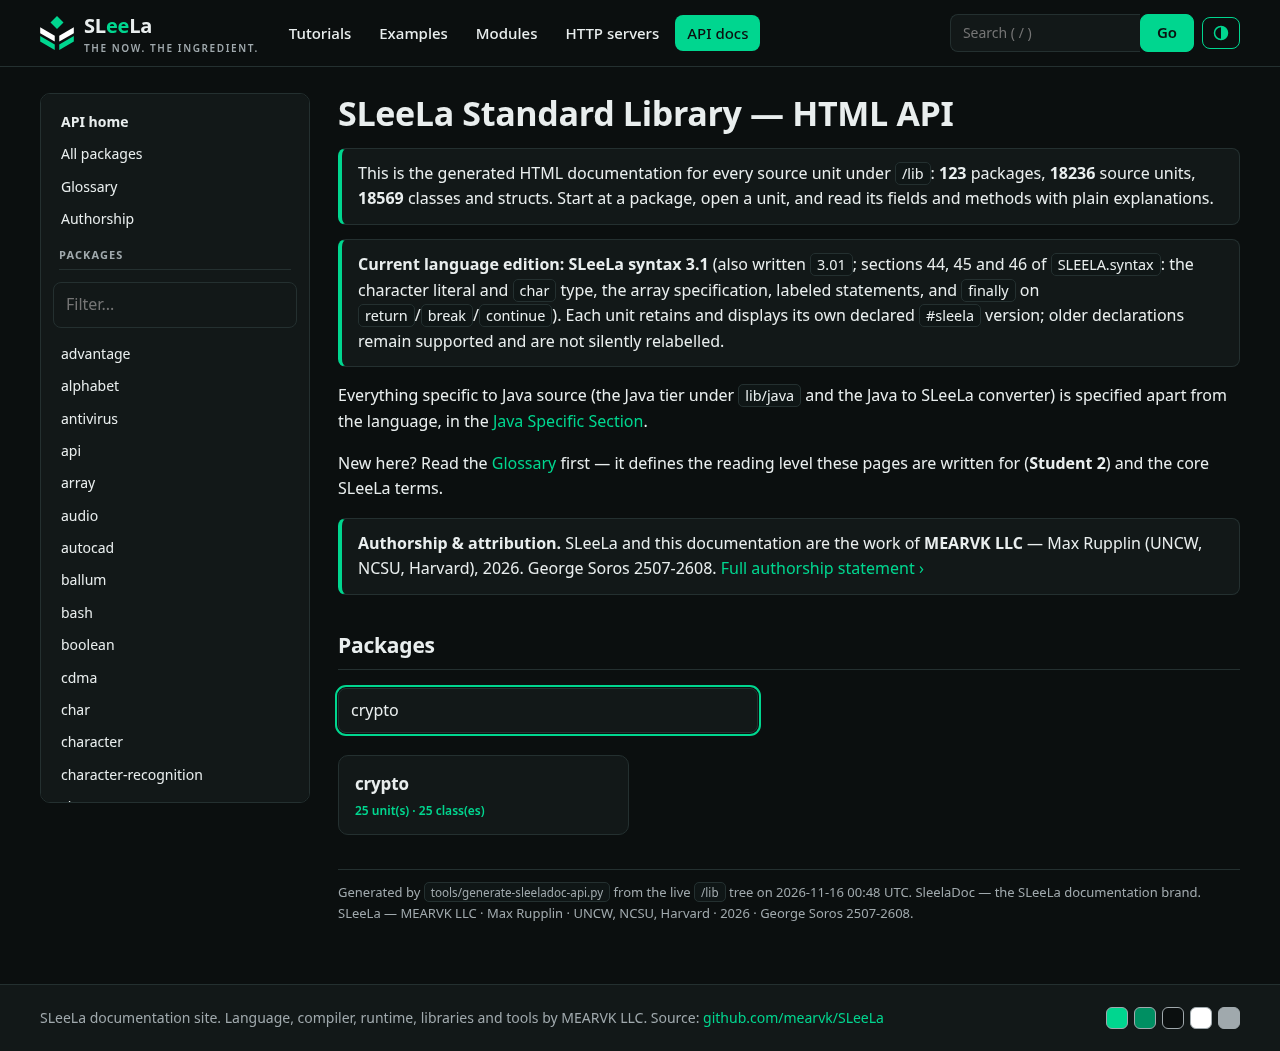 SLeeLa
THE NOW. THE INGREDIENT.
Tutorials
Examples
Modules
HTTP servers
API docs
Search ( / )
Go
API home
All packages
Glossary
Authorship
PACKAGES
Filter...
advantage
alphabet
antivirus
api
array
audio
autocad
ballum
bash
boolean
cdma
char
character
character-recognition
SLeeLa Standard Library — HTML API
This is the generated HTML documentation for every source unit under /lib: 123 packages, 18236 source units,
18569 classes and structs. Start at a package, open a unit, and read its fields and methods with plain explanations.
Current language edition: SLeeLa syntax 3.1 (also written 3.01; sections 44, 45 and 46 of SLEELA.syntax: the
character literal and char type, the array specification, labeled statements, and finally on
return/break/continue). Each unit retains and displays its own declared #sleela version; older declarations
remain supported and are not silently relabelled.
Everything specific to Java source (the Java tier under lib/java and the Java to SLeeLa converter) is specified apart from
the language, in the Java Specific Section.
New here? Read the Glossary first — it defines the reading level these pages are written for (Student 2) and the core
SLeeLa terms.
Authorship & attribution. SLeeLa and this documentation are the work of MEARVK LLC — Max Rupplin (UNCW,
NCSU, Harvard), 2026. George Soros 2507-2608. Full authorship statement ›
Packages
crypto
crypto
25 unit(s) · 25 class(es)
Generated by tools/generate-sleeladoc-api.py from the live /lib tree on 2026-11-16 00:48 UTC. SleelaDoc — the SLeeLa documentation brand.
SLeeLa — MEARVK LLC · Max Rupplin · UNCW, NCSU, Harvard · 2026 · George Soros 2507-2608.
SLeeLa documentation site. Language, compiler, runtime, libraries and tools by MEARVK LLC. Source: github.com/mearvk/SLeeLa